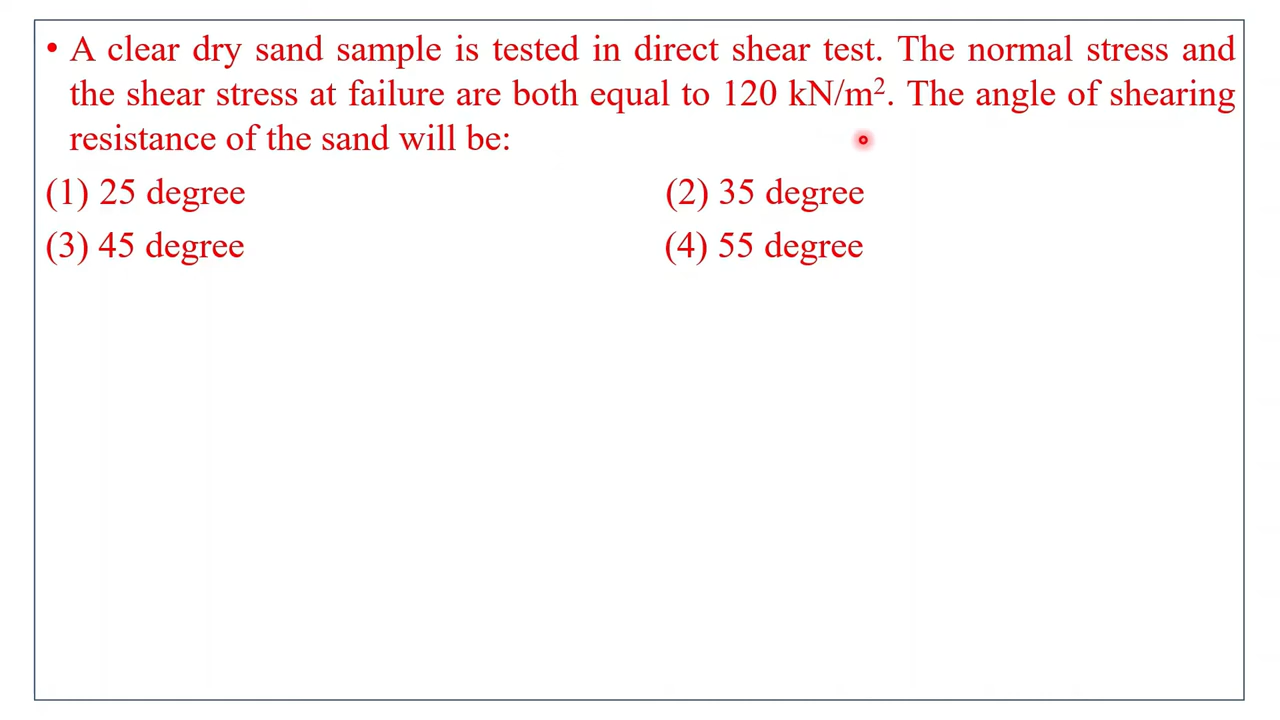 • A clear dry sand sample is tested in direct shear test. The normal stress and
the shear stress at failure are both equal to 120 kN/m². The angle of shearing
resistance of the sand will be:
(1) 25 degree (2) 35 degree
(3) 45 degree (4) 55 degree